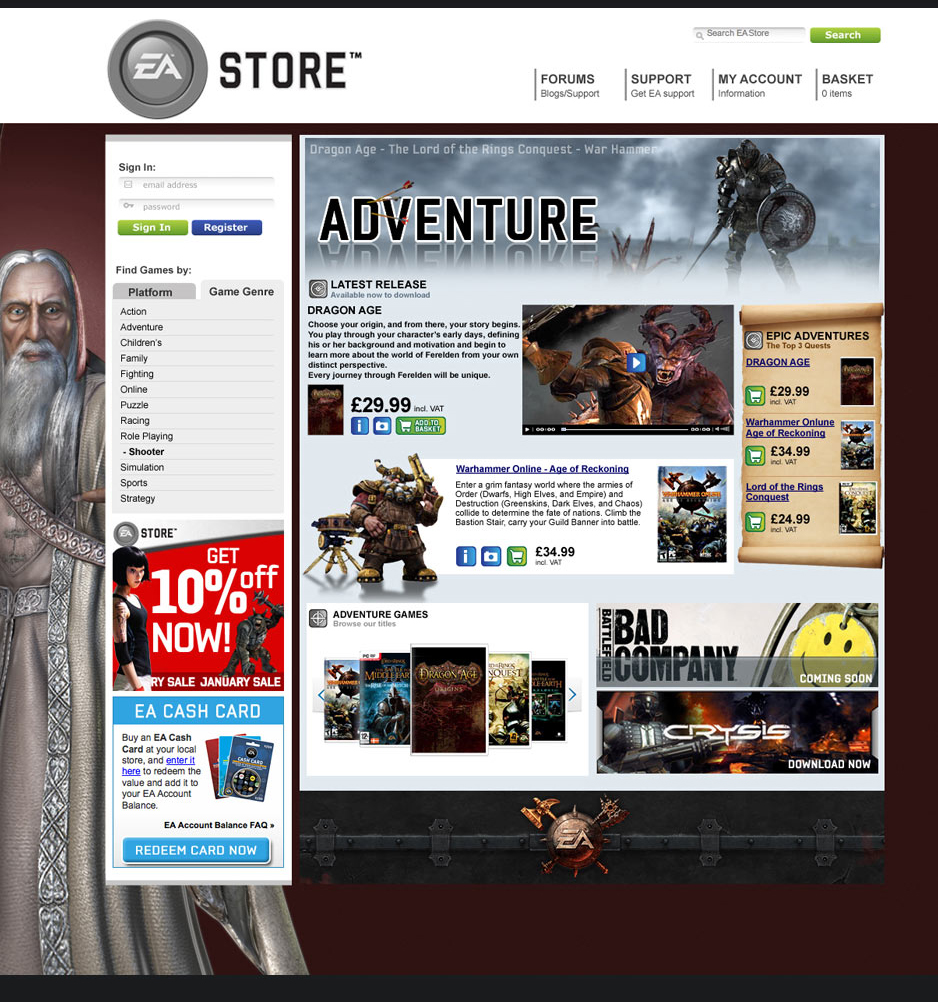 EA STORE™
Search EA Store
Search
FORUMS
Blogs/Support
SUPPORT
Get EA support
MY ACCOUNT
Information
BASKET
0 items
Sign In:
email address
password
Sign In
Register
Find Games by:
Platform
Game Genre
Action
Adventure
Children's
Family
Fighting
Online
Puzzle
Racing
Role Playing
- Shooter
Simulation
Sports
Strategy
EA STORE™
GET
10% off
NOW!
RY SALE JANUARY SALE
EA CASH CARD
Buy an EA Cash
Card at your local
store, and enter it
here to redeem the
value and add it to
your EA Account
Balance.
CASH CARD
EA Account Balance FAQ »
REDEEM CARD NOW
Dragon Age - The Lord of the Rings Conquest - War Hammer
ADVENTURE
LATEST RELEASE
Available now to download
DRAGON AGE
Choose your origin, and from there, your story begins.
You play through your character's early days, defining
his or her background and motivation and begin to
learn more about the world of Ferelden from your own
distinct perspective.
Every journey through Ferelden will be unique.
£29.99 incl. VAT
ADD TO
BASKET
00:00
00:00
EPIC ADVENTURES
The Top 3 Quests
DRAGON AGE
£29.99
incl. VAT
Warhammer Onlune
Age of Reckoning
£34.99
incl. VAT
Lord of the Rings
Conquest
£24.99
incl. VAT
Warhammer Online - Age of Reckoning
Enter a grim fantasy world where the armies of
Order (Dwarfs, High Elves, and Empire) and
Destruction (Greenskins, Dark Elves, and Chaos)
collide to determine the fate of nations. Climb the
Bastion Stair, carry your Guild Banner into battle.
£34.99
incl. VAT
ADVENTURE GAMES
Browse our titles
DRAGON AGE
ORIGINS
BATTLEFIELD
BAD
COMPANY
COMING SOON
CRYSIS
DOWNLOAD NOW
EA